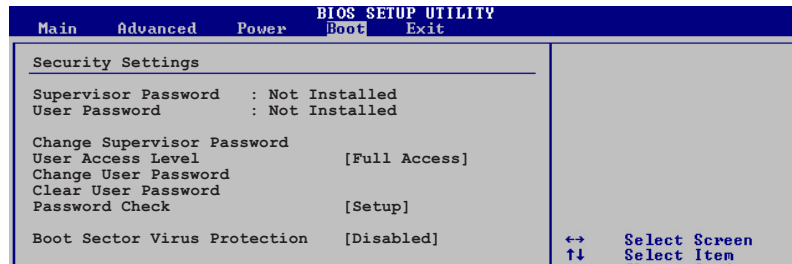 BIOS SETUP UTILITY
Main Advanced Power Boot Exit
Security Settings
Supervisor Password : Not Installed
User Password : Not Installed
Change Supervisor Password
User Access Level [Full Access]
Change User Password
Clear User Password
Password Check [Setup]
Boot Sector Virus Protection [Disabled]
↔ Select Screen
↑↓ Select Item